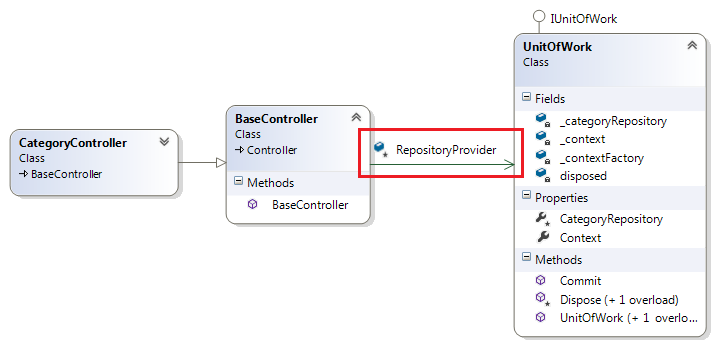 IUnitOfWork
UnitOfWork
Class
Fields
_categoryRepository
_context
_contextFactory
disposed
Properties
CategoryRepository
Context
Methods
Commit
Dispose (+ 1 overload)
UnitOfWork (+ 1 overlo...
BaseController
Class
Controller
Methods
BaseController
RepositoryProvider
CategoryController
Class
BaseController